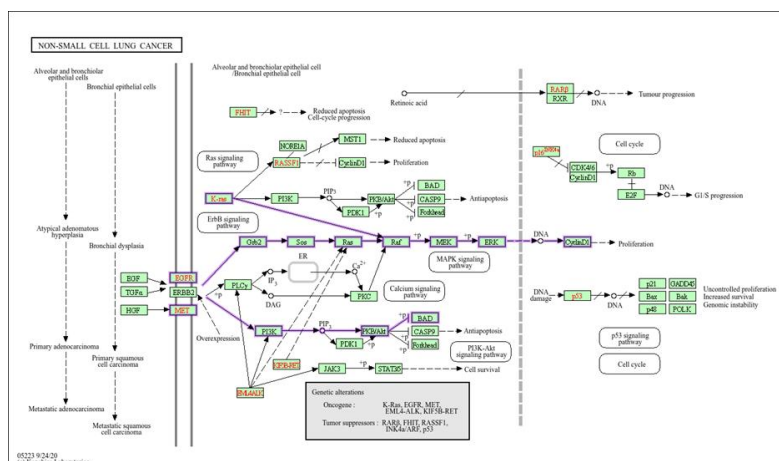 NON-SMALL CELL LUNG CANCER
Alveolar and bronchiolar
epithelial cells
Bronchial epithelial cells
Atypical adenomatous
hyperplasia
Bronchial dysplasia
Primary adenocarcinoma
Primary squamous
cell carcinoma
Metastatic adenocarcinoma
Metastatic squamous
cell carcinoma
Alveolar and bronchiolar epithelial cell
/Bronchial epithelial cell
FHIT
?
Reduced apoptosis
Cell-cycle progression
Retinoic acid
RARβ
RXR
DNA
Tumour progression
NORE1A
MST1
Reduced apoptosis
Ras signaling
pathway
RASSF1
CyclinD1
Proliferation
K-ras
PI3K
PIP3
PKB/Akt
PDK1
+p
BAD
CASP9
Forkhead
Antiapoptosis
Cell cycle
CDK4/6
CyclinD1
+p
Rb
E2F
DNA
G1/S progression
ErbB signaling
pathway
Grb2
Sos
Ras
Raf
+p
MEK
+p
ERK
DNA
CyclinD1
Proliferation
MAPK signaling
pathway
EGF
TGFα
HGF
EGFR
ERBB2
MET
+p
Overexpression
PLCγ
IP3
ER
Ca2+
DAG
PKC
Calcium signaling
pathway
PI3K
PIP3
PKB/Akt
PDK1
+p
+p
BAD
CASP9
Forkhead
Antiapoptosis
PI3K-Akt
signaling pathway
JAK3
+p
STAT3/5
Cell survival
EML4ALK
DNA
damage
p53
DNA
p21
GADD45
Bax
Bak
p48
POLK
Uncontrolled proliferation
Increased survival
Genomic instability
p53 signaling
pathway
Cell cycle
Genetic alterations
Oncogene : K-Ras, EGFR, MET,
EML4-ALK, KIF5B-RET
Tumor suppressors : RARβ, FHIT, RASSF1,
INK4a/ARF, p53
05223 9/24/20